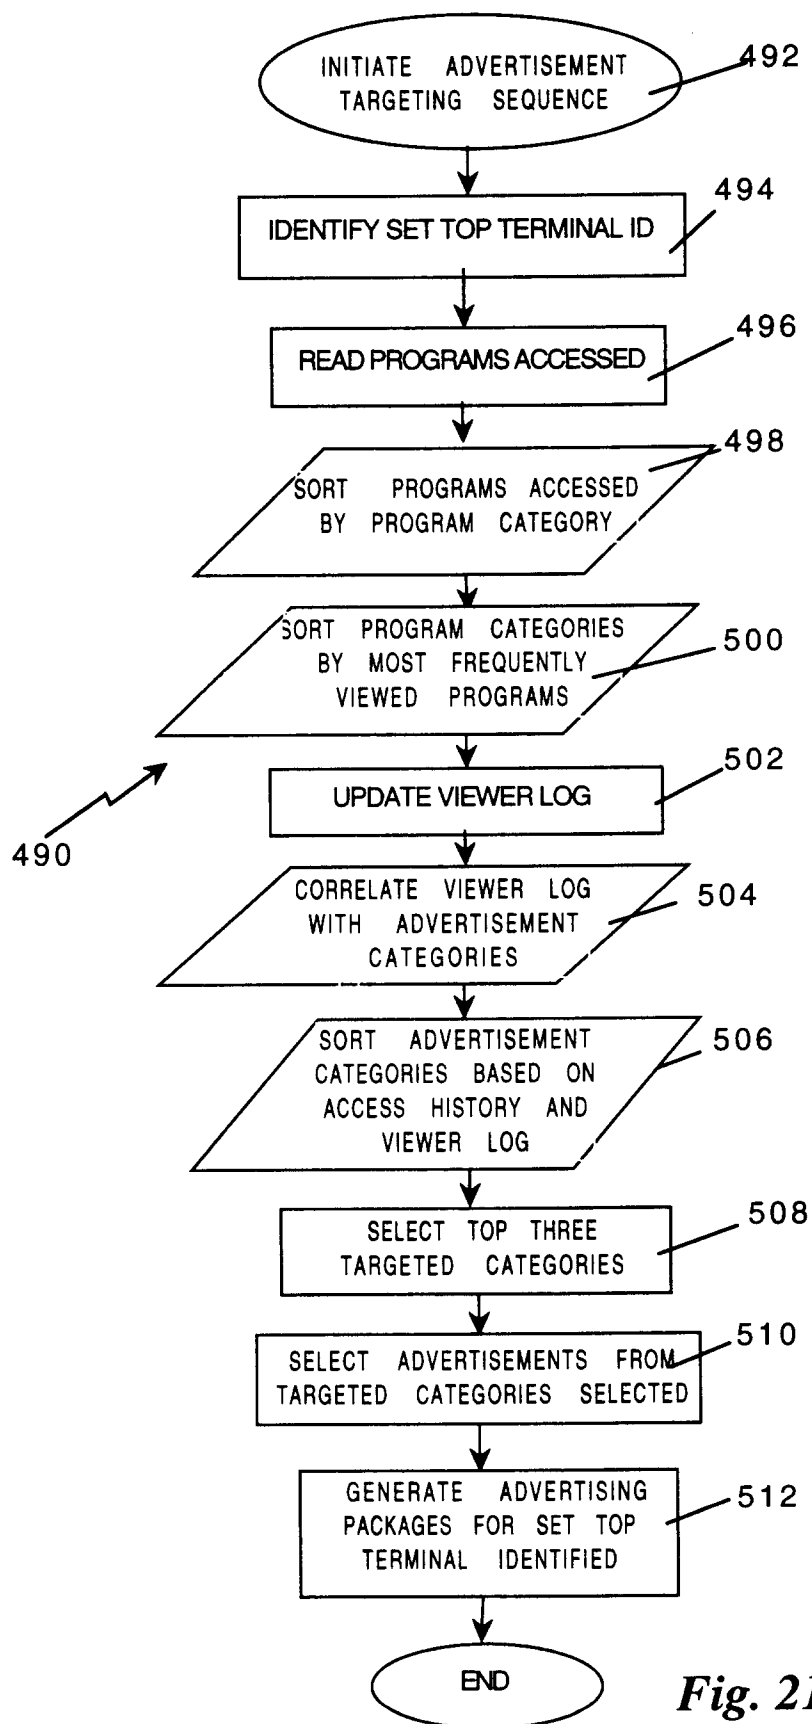 INITIATE ADVERTISEMENT
TARGETING SEQUENCE
492
IDENTIFY SET TOP TERMINAL ID
494
READ PROGRAMS ACCESSED
496
SORT PROGRAMS ACCESSED
BY PROGRAM CATEGORY
498
SORT PROGRAM CATEGORIES
BY MOST FREQUENTLY
VIEWED PROGRAMS
500
UPDATE VIEWER LOG
502
490
CORRELATE VIEWER LOG
WITH ADVERTISEMENT
CATEGORIES
504
SORT ADVERTISEMENT
CATEGORIES BASED ON
ACCESS HISTORY AND
VIEWER LOG
506
SELECT TOP THREE
TARGETED CATEGORIES
508
SELECT ADVERTISEMENTS FROM
TARGETED CATEGORIES SELECTED
510
GENERATE ADVERTISING
PACKAGES FOR SET TOP
TERMINAL IDENTIFIED
512
END
Fig.